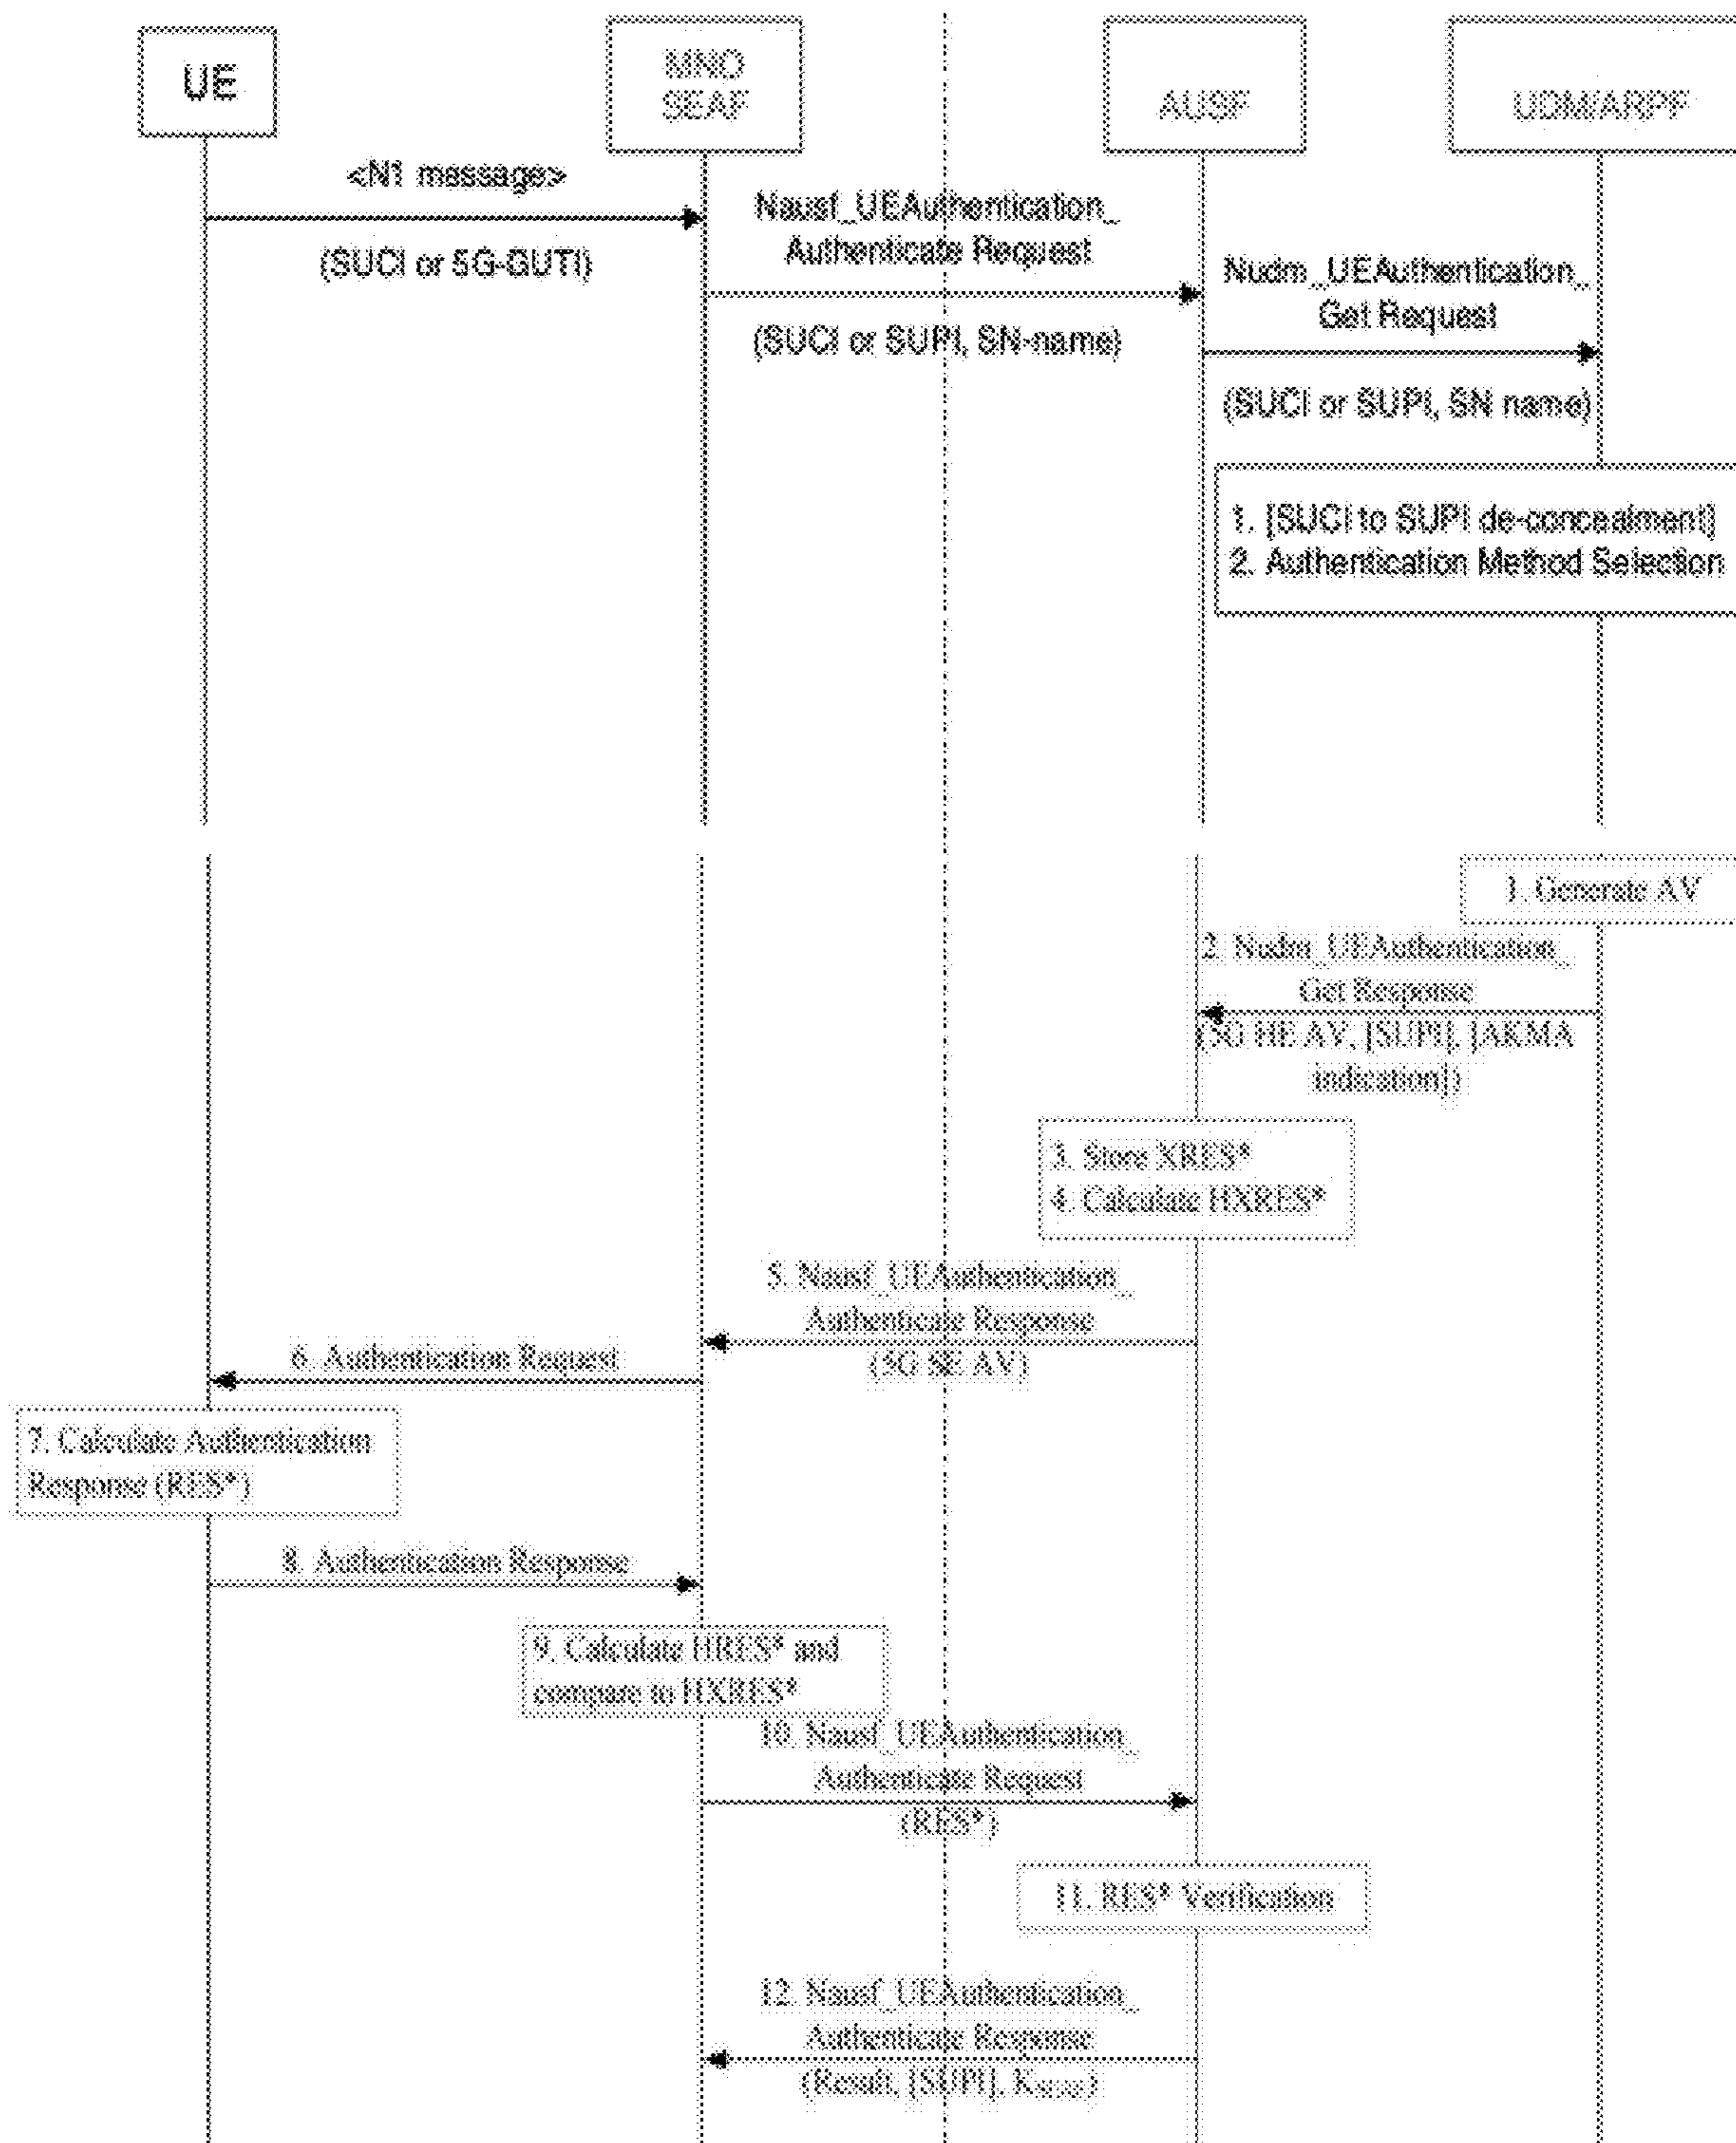 UE
MNO
SEAF
AUSF
UDM/ARPF
<N1 message>
(SUCI or 5G-GUTI)
Nausf_UEAuthentication_
Authenticate Request
(SUCI or SUPI, SN-name)
Nudm_UEAuthentication_
Get Request
(SUCI or SUPI, SN name)
1. [SUCI to SUPI de-concealment]
2. Authentication Method Selection
1. Generate AV
2. Nudm_UEAuthentication_
Get Response
(5G HE AV, [SUPI], [AKMA
indication])
3. Store XRES*
4. Calculate HXRES*
5. Nausf_UEAuthentication_
Authenticate Response
(5G SE AV)
6. Authentication Request
7. Calculate Authentication
Response (RES*)
8. Authentication Response
9. Calculate HRES* and
compare to HXRES*
10. Nausf_UEAuthentication_
Authenticate Request
(RES*)
11. RES* Verification
12. Nausf_UEAuthentication_
Authenticate Response
(Result, [SUPI], KSEAF)